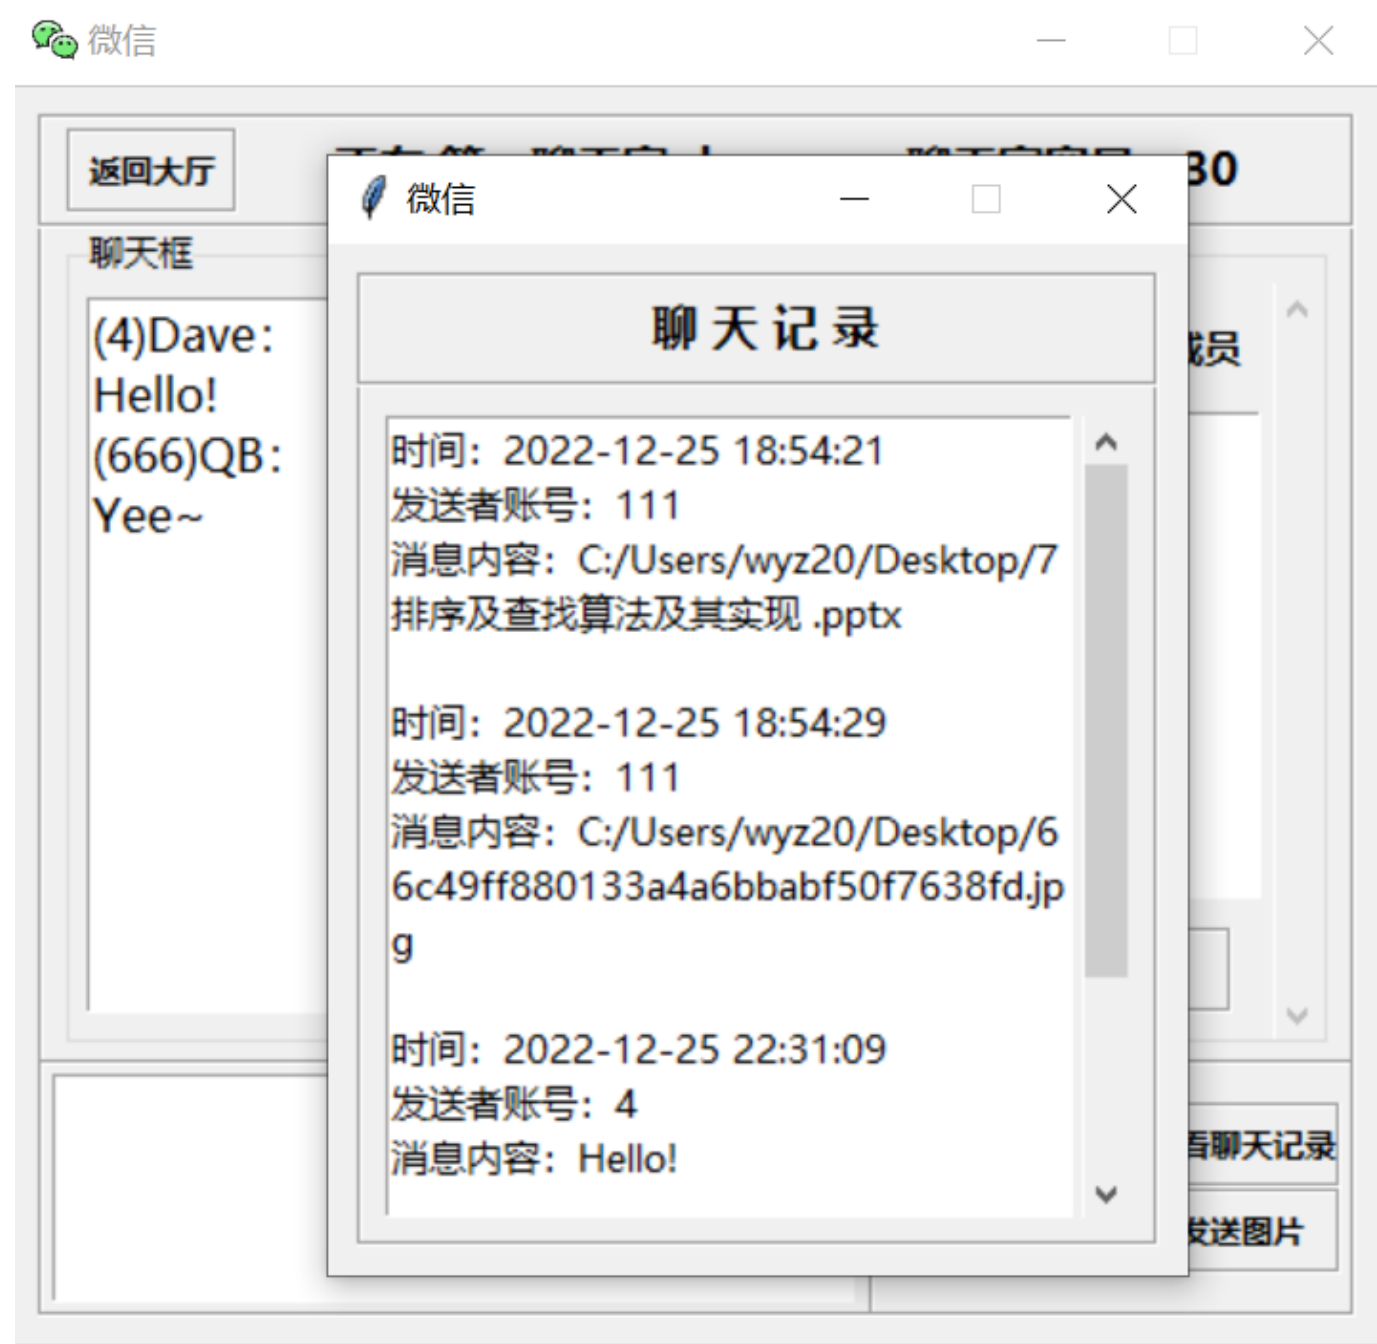 微信
返回大厅
30
聊天框
(4)Dave:
Hello!
(666)QB:
Yee~
员
微信
聊天记录
时间：2022-12-25 18:54:21
发送者账号：111
消息内容：C:/Users/wyz20/Desktop/7
排序及查找算法及其实现 .pptx
时间：2022-12-25 18:54:29
发送者账号：111
消息内容：C:/Users/wyz20/Desktop/6
6c49ff880133a4a6bbabf50f7638fd.jp
g
时间：2022-12-25 22:31:09
发送者账号：4
消息内容：Hello!
看聊天记录
发送图片